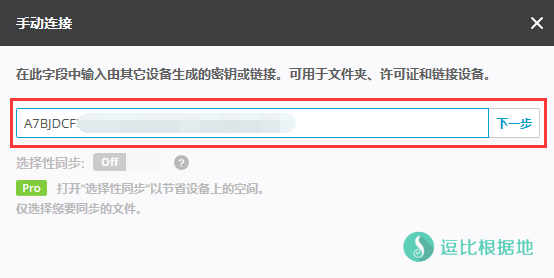 手动连接
在此字段中输入由其它设备生成的密钥或链接。可用于文件夹、许可证和链接设备。
A7BJDCF 下一步
选择性同步: Off ?
Pro 打开“选择性同步”以节省设备上的空间。
仅选择您要同步的文件。
逗比根据地